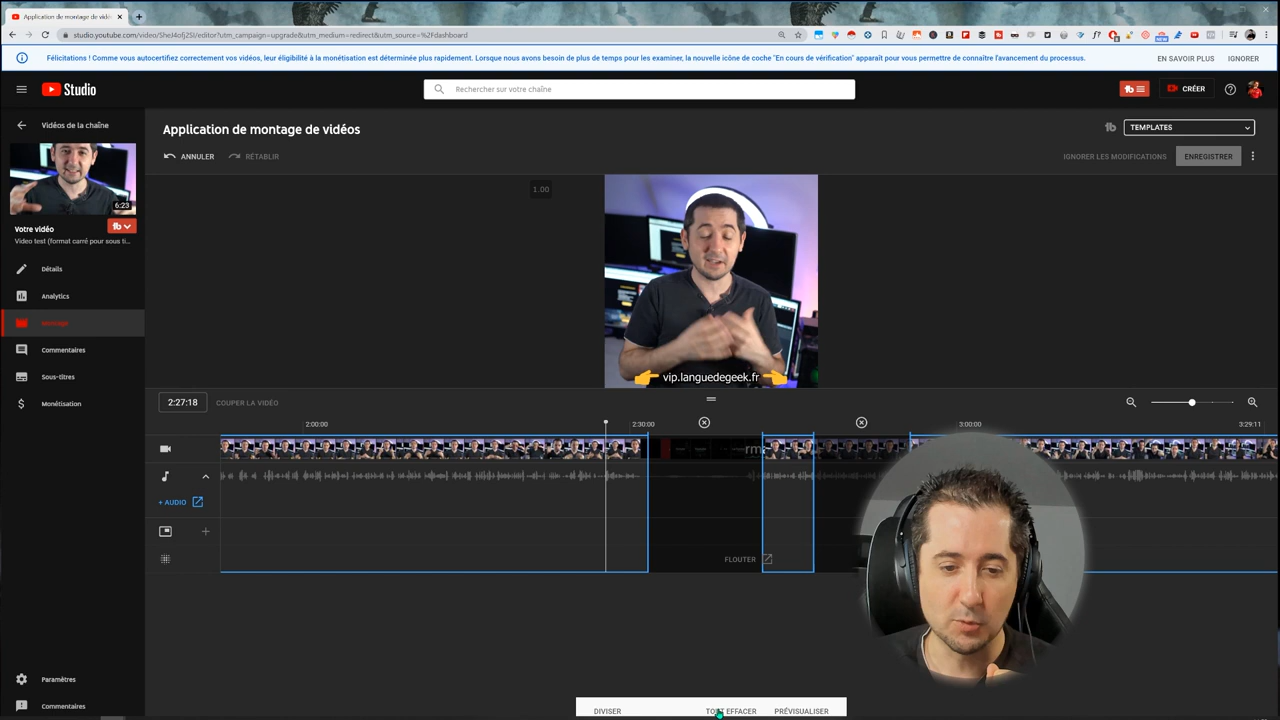 Application de montage de vidé
studio.youtube.com/video/SheJ4ofj2SI/editor?utm_campaign=upgrade&utm_medium=redirect&utm_source=%2Fdashboard
Félicitations ! Comme vous autocertifiez correctement vos vidéos, leur éligibilité à la monétisation est déterminée plus rapidement. Lorsque nous avons besoin de plus de temps pour les examiner, la nouvelle icône de coche "En cours de vérification" apparaît pour vous permettre de connaître l'avancement du processus.
EN SAVOIR PLUS
IGNORER
Studio
Rechercher sur votre chaîne
CRÉER
Vidéos de la chaîne
Application de montage de vidéos
TEMPLATES
ANNULER
RÉTABLIR
IGNORER LES MODIFICATIONS
ENREGISTRER
1.00
6:23
Votre vidéo
Video test (format carré pour sous ti...
Détails
Analytics
Montage
Commentaires
Sous-titres
Monétisation
vip.languedegeek.fr
2:27:18
COUPER LA VIDÉO
2:00:00
2:30:00
3:00:00
3:29:11
+ AUDIO
FLOUTER
Paramètres
Commentaires
DIVISER
TOUT EFFACER
PRÉVISUALISER